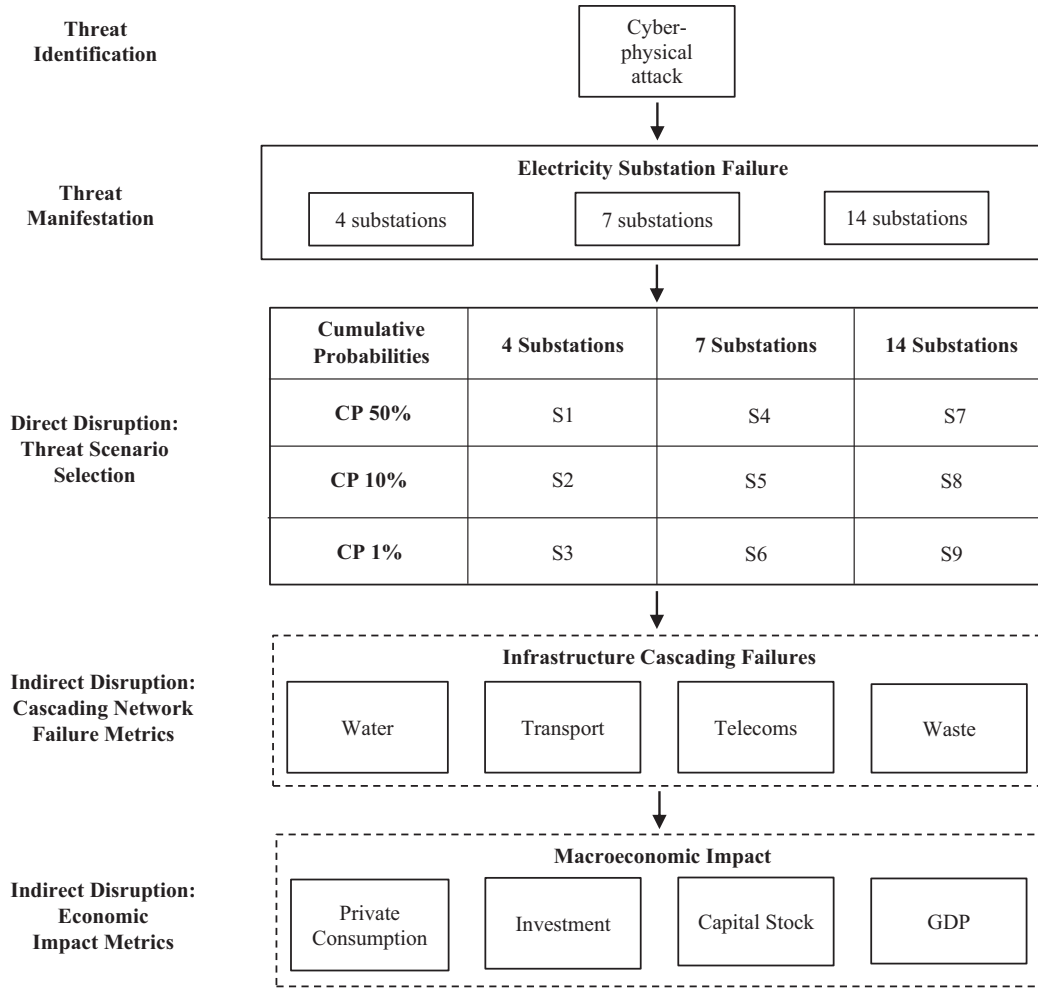 Threat
Identification
Cyber-
physical
attack
Threat
Manifestation
Electricity Substation Failure
4 substations
7 substations
14 substations
Direct Disruption:
Threat Scenario
Selection
Cumulative
Probabilities
4 Substations
7 Substations
14 Substations
CP 50%
S1
S4
S7
CP 10%
S2
S5
S8
CP 1%
S3
S6
S9
Indirect Disruption:
Cascading Network
Failure Metrics
Infrastructure Cascading Failures
Water
Transport
Telecoms
Waste
Indirect Disruption:
Economic
Impact Metrics
Macroeconomic Impact
Private
Consumption
Investment
Capital Stock
GDP